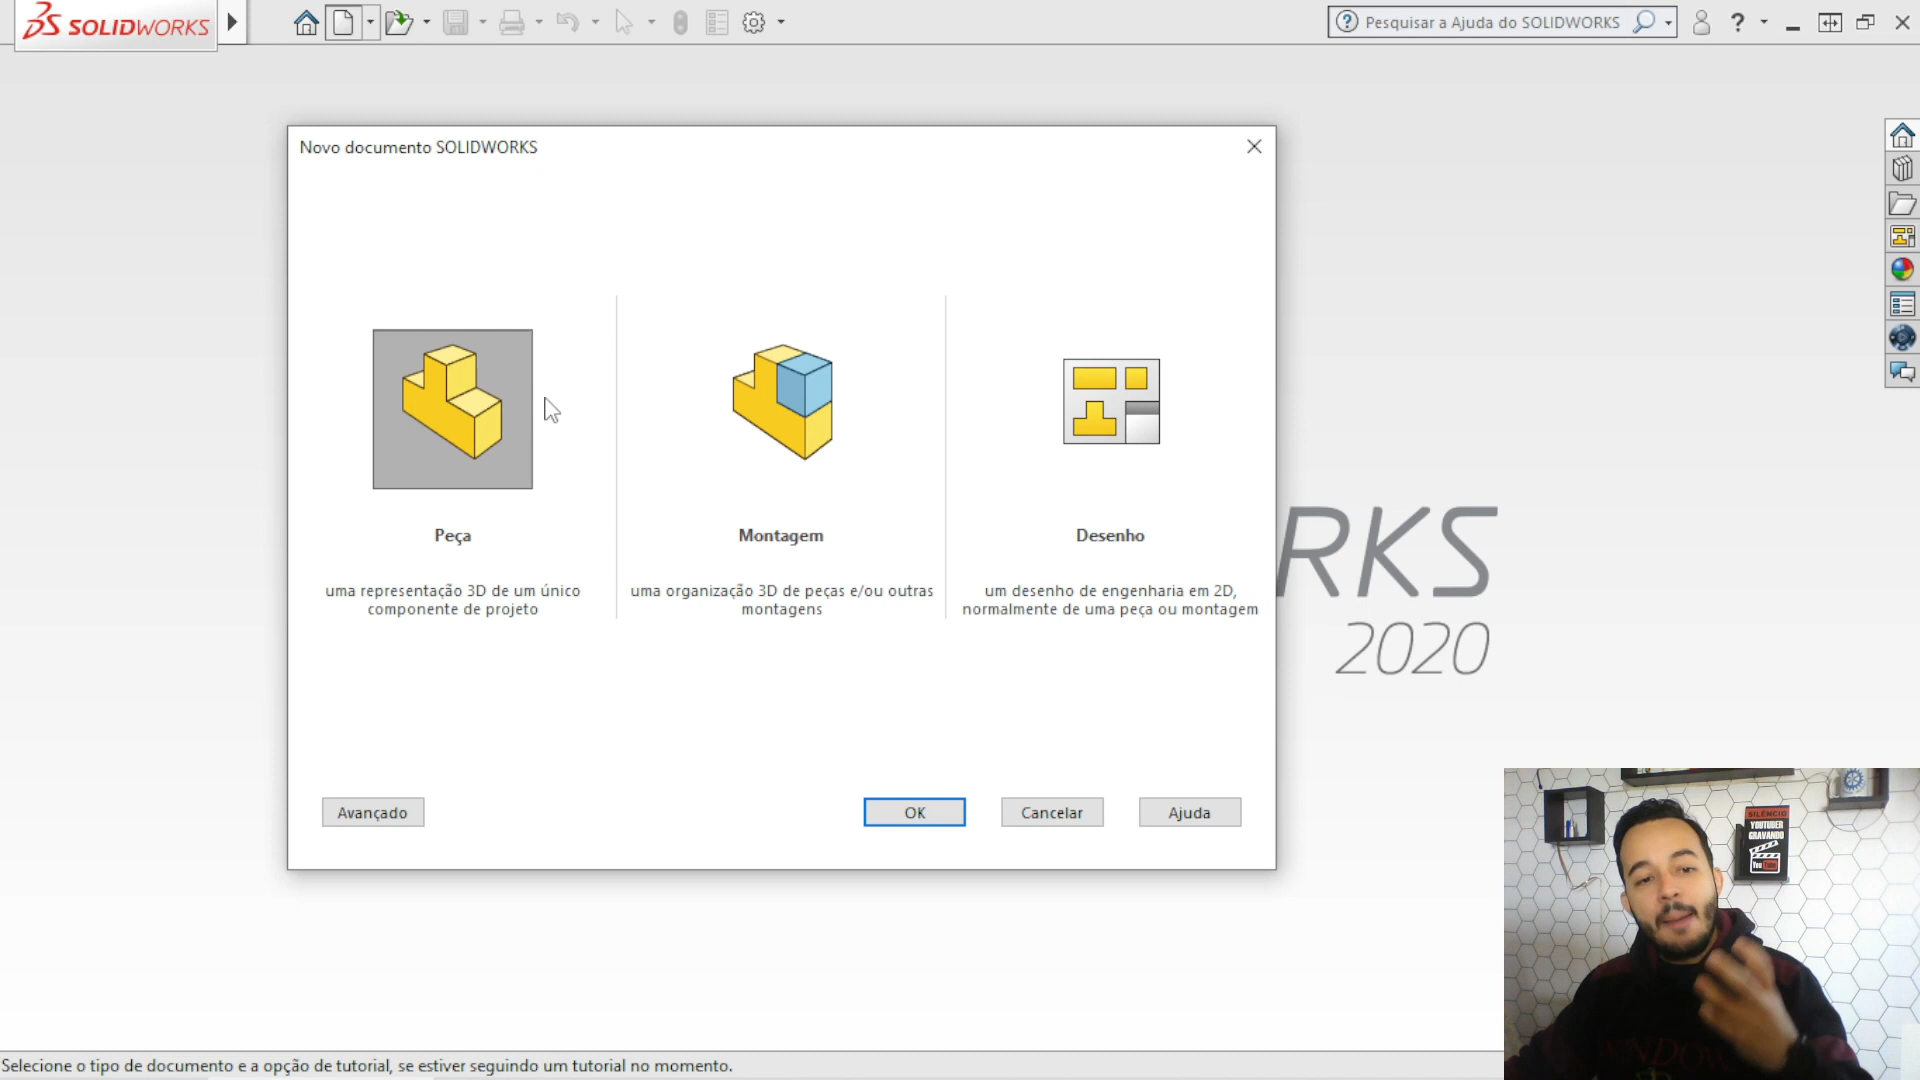 SOLIDWORKS
Pesquisar a Ajuda do SOLIDWORKS
Novo documento SOLIDWORKS
Peça
uma representação 3D de um único
componente de projeto
Montagem
uma organização 3D de peças e/ou outras
montagens
Desenho
um desenho de engenharia em 2D,
normalmente de uma peça ou montagem
RKS
2020
Avançado
OK
Cancelar
Ajuda
SILÊNCIO
YOUTUBER
GRAVANDO
You Tube
Selecione o tipo de documento e a opção de tutorial, se estiver seguindo um tutorial no momento.